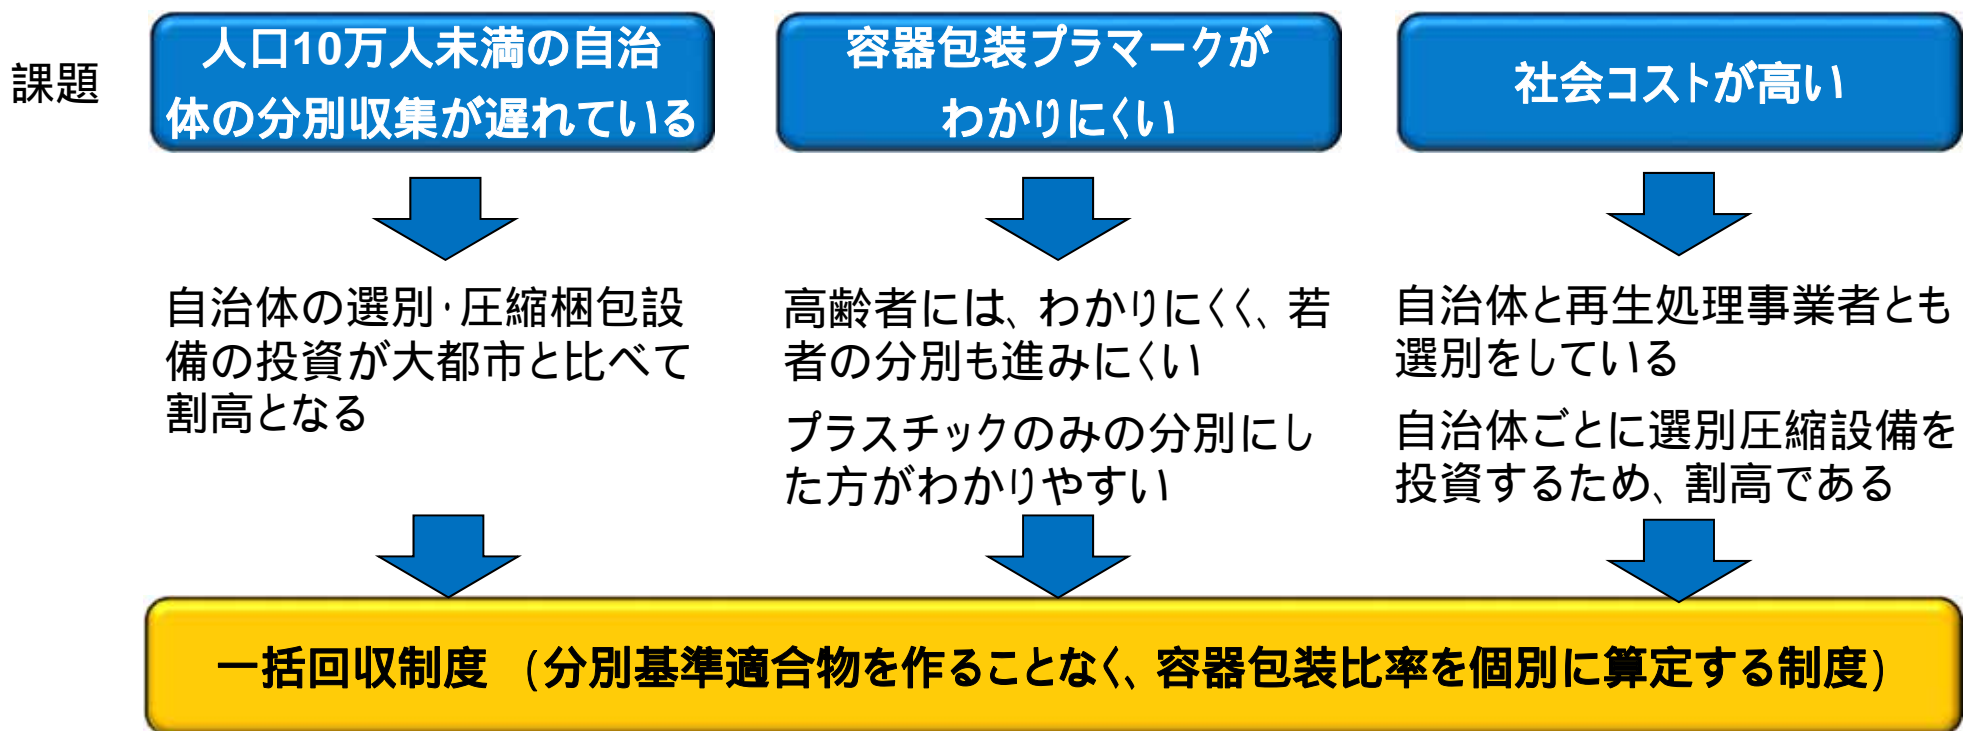 課題
人口10万人未満の自治
体の分別収集が遅れている
容器包装プラマークが
わかりにくい
社会コストが高い
自治体の選別・圧縮梱包設
備の投資が大都市と比べて
割高となる
高齢者には、わかりにくく、若
者の分別も進みにくい
プラスチックのみの分別にし
た方がわかりやすい
自治体と再生処理事業者とも
選別をしている
自治体ごとに選別圧縮設備を
投資するため、割高である
一括回収制度 (分別基準適合物を作ることなく、容器包装比率を個別に算定する制度)